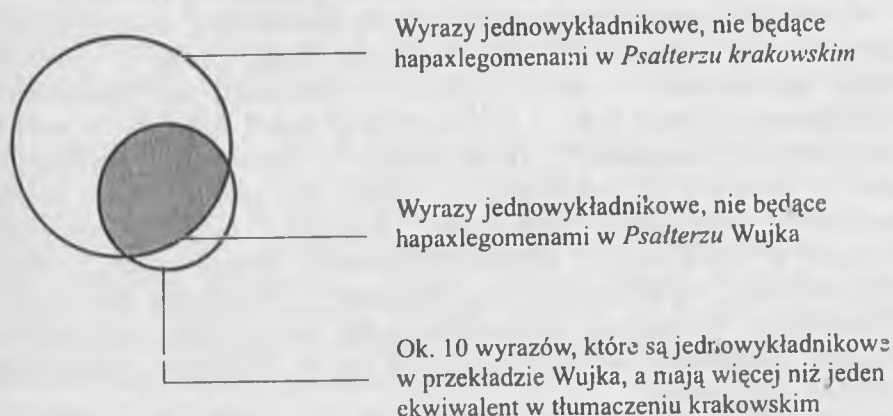 Wyrazy jednowykładnikowe, nie będące
hapaxlegomenami w Psałterzu krakowskim
Wyrazy jednowykładnikowe, nie będące
hapaxlegomenami w Psałterzu Wujka
Ok. 10 wyrazów, które są jednowykładnikowe
w przekładzie Wujka, a mają więcej niż jeden
ekwiwalent w tłumaczeniu krakowskim